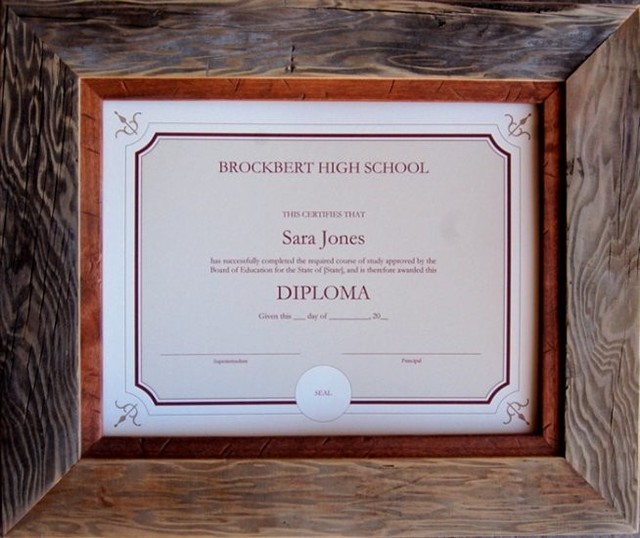 BROCKBERT HIGH SCHOOL
THIS CERTIFIES THAT
Sara Jones
has successfully completed the required course of study approved by the
Board of Education for the State of [State], and is therefore awarded this
DIPLOMA
Given this ___ day of __________, 20__
Superintendent Principal
SEAL